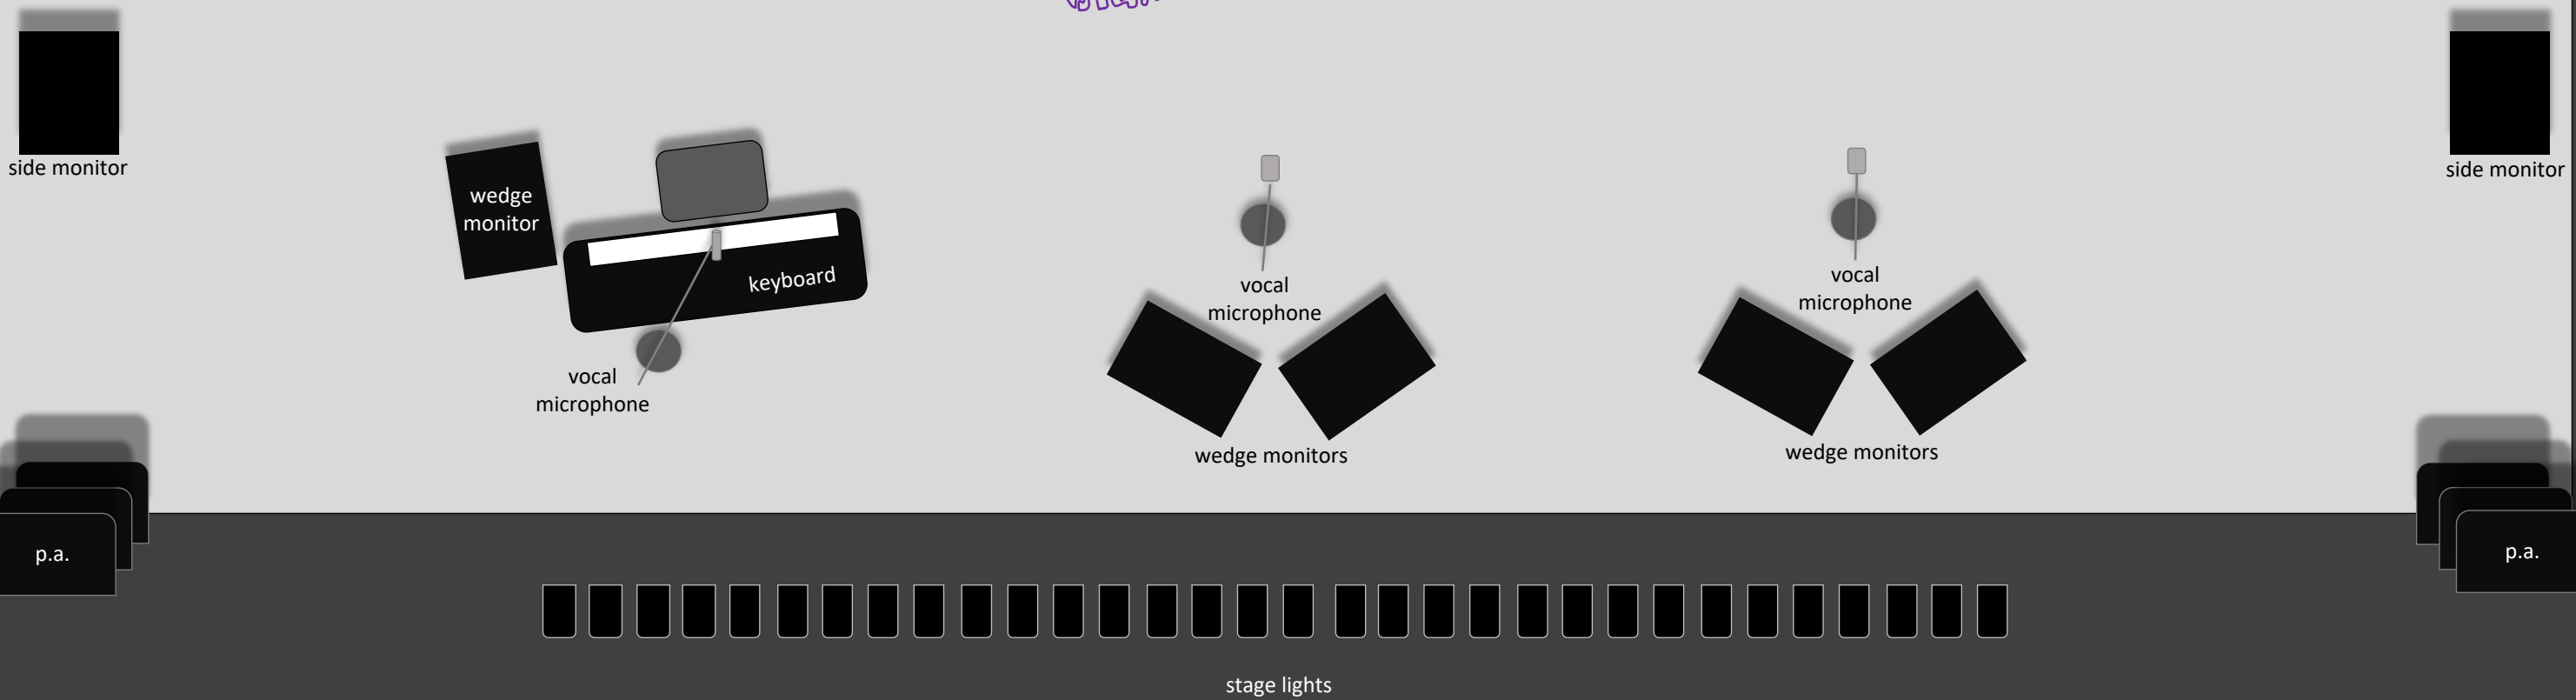 side monitor
side monitor
wedge
monitor
keyboard
vocal
microphone
vocal
microphone
vocal
microphone
wedge monitors
wedge monitors
p.a.
p.a.
stage lights